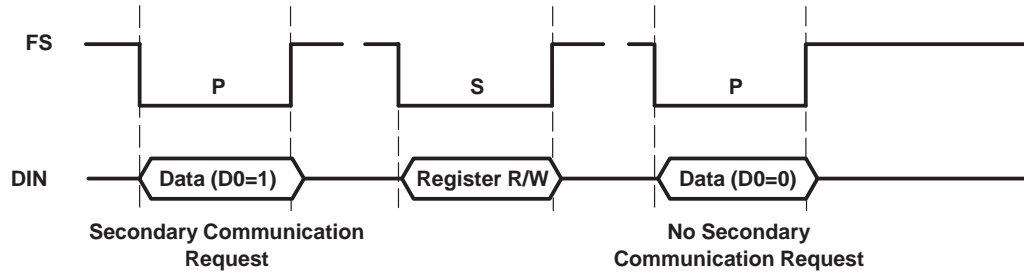 FS
P
S
P
DIN
Data (D0=1)
Register R/W
Data (D0=0)
Secondary Communication
Request
No Secondary
Communication Request